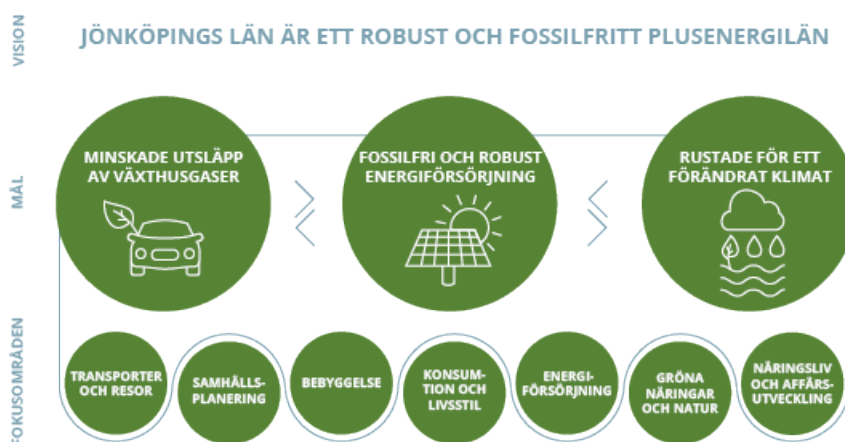 VISION
JÖNKÖPINGS LÄN ÄR ETT ROBUST OCH FOSSILFRITT PLUSENERGILÄN
MÅL
MINSKADE UTSLÄPP
AV VÄXTHUSGASER
FOSSILFRI OCH ROBUST
ENERGIFÖRSÖRJNING
RUSTADE FÖR ETT
FÖRÄNDRAT KLIMAT
FOKUSOMRÅDEN
TRANSPORTER
OCH RESOR
SAMHÄLLS-
PLANERING
BEBYGGELSE
KONSUM-
TION OCH
LIVSSTIL
ENERGI-
FÖRSÖRJNING
GRÖNA
NÄRINGAR
OCH NATUR
NÄRINGSLIV
OCH AFFÄRS-
UTVECKLING